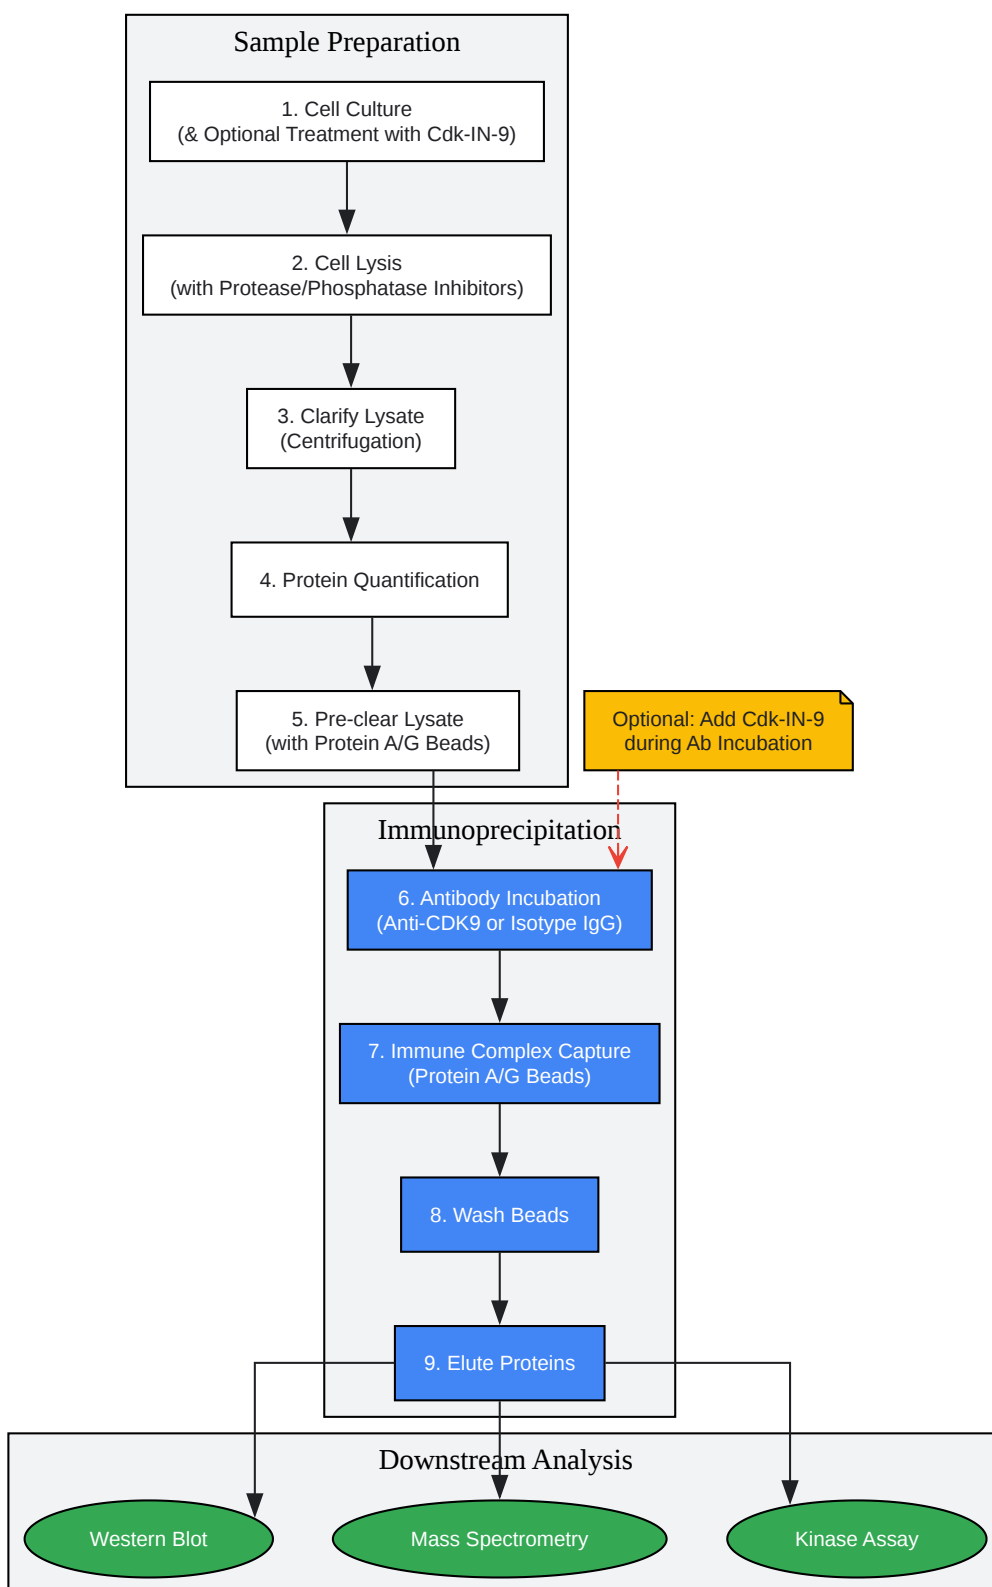 Sample Preparation
1. Cell Culture
(& Optional Treatment with Cdk-IN-9)
2. Cell Lysis
(with Protease/Phosphatase Inhibitors)
3. Clarify Lysate
(Centrifugation)
4. Protein Quantification
5. Pre-clear Lysate
(with Protein A/G Beads)
Optional: Add Cdk-IN-9
during Ab Incubation
Immunoprecipitation
6. Antibody Incubation
(Anti-CDK9 or Isotype IgG)
7. Immune Complex Capture
(Protein A/G Beads)
8. Wash Beads
9. Elute Proteins
Downstream Analysis
Western Blot
Mass Spectrometry
Kinase Assay